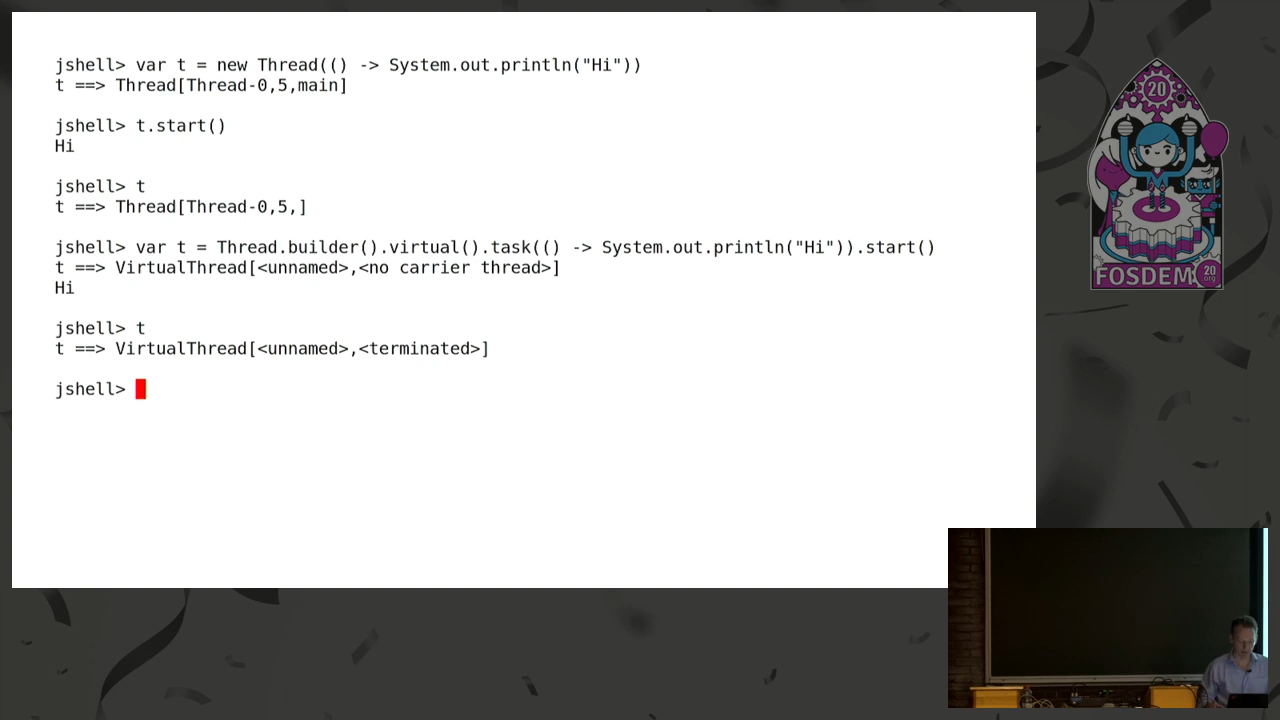 jshell> var t = new Thread(() -> System.out.println("Hi"))
t ==> Thread[Thread-0,5,main]
jshell> t.start()
Hi
jshell> t
t ==> Thread[Thread-0,5,]
jshell> var t = Thread.builder().virtual().task(() -> System.out.println("Hi")).start()
t ==> VirtualThread[<unnamed>,<no carrier thread>]
Hi
jshell> t
t ==> VirtualThread[<unnamed>,<terminated>]
jshell>
20
FOSDEM
20
.org